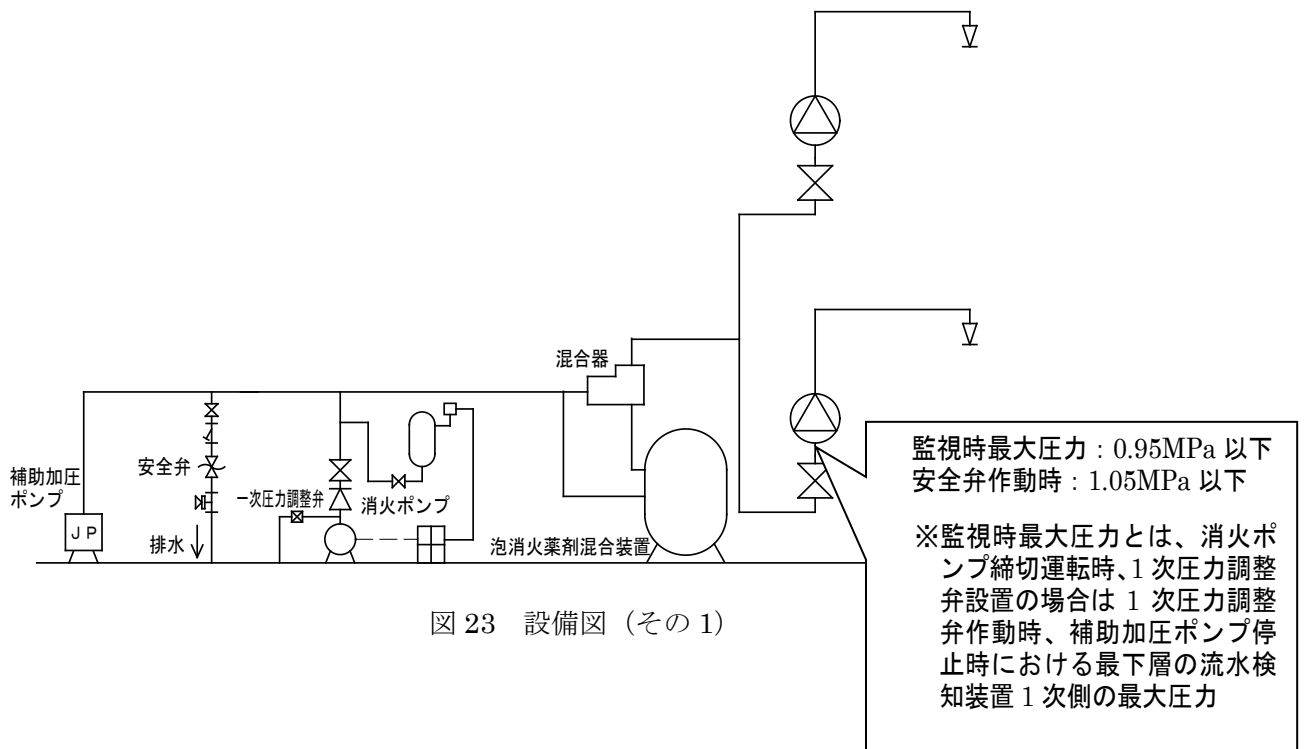 混合器
補助加圧
ポンプ
JP
安全弁
排水
一次圧力調整弁
消火ポンプ
泡消火薬剤混合装置
監視時最大圧力：0.95MPa 以下
安全弁作動時：1.05MPa 以下
※監視時最大圧力とは、消火ポ
ンプ締切運転時、1 次圧力調整
弁設置の場合は 1 次圧力調整
弁作動時、補助加圧ポンプ停
止時における最下層の流水検
知装置 1 次側の最大圧力
図 23　設備図（その 1）